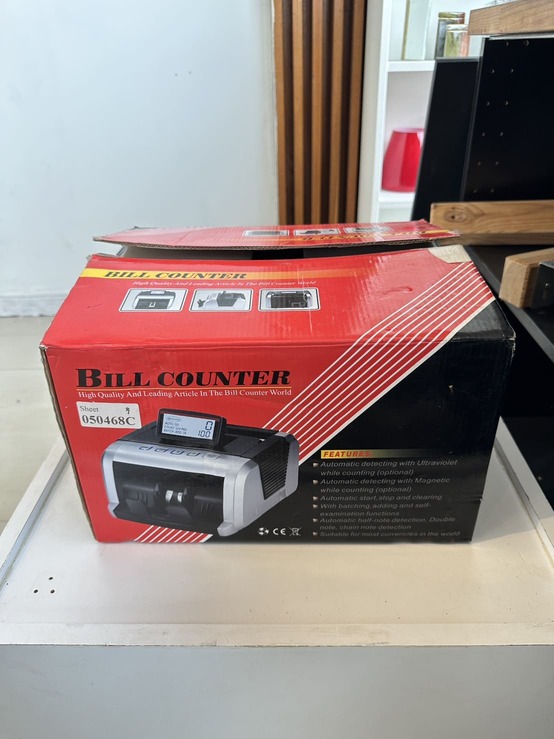 BILL COUNTER
High Quality And Leading Article In The Bill Counter World
BILL COUNTER
High Quality And Leading Article In The Bill Counter World
Sheet 9
050468C
0
100
FEATURES
Automatic detecting with Ultraviolet
while counting (optional)
Automatic detecting with Magnetic
while counting (optional)
Automatic start, stop and clearing
With batching, adding and self-
examination functions
Automatic half-note detection, Double
note, chain note detection
Suitable for most currencies in the world
CE